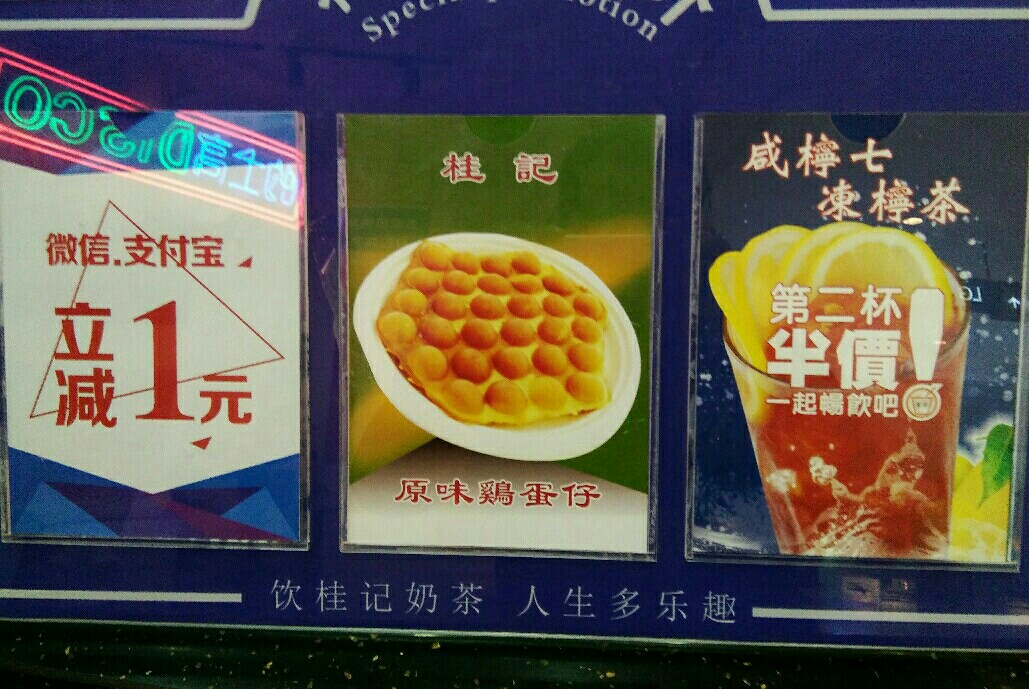 微信.支付宝
立减1元
桂記
原味鷄蛋仔
咸檸七
凍檸茶
第二杯
半價!
一起暢飲吧
饮桂记奶茶 人生多乐趣